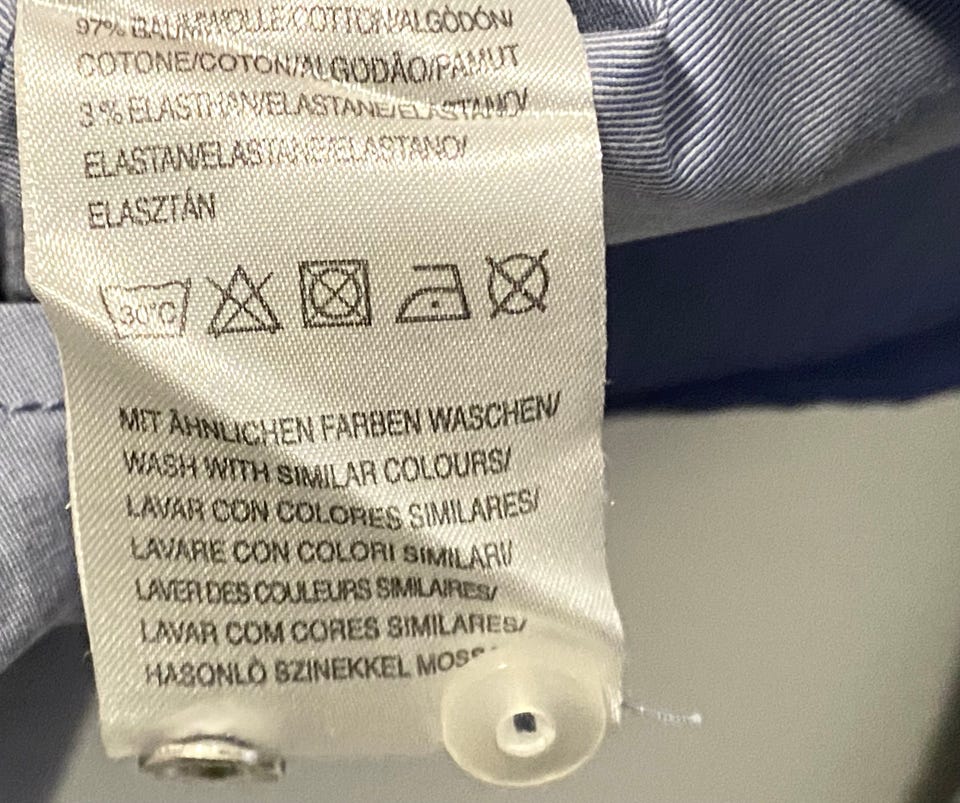 97% BAUMWOLLE/COTTON/ALGODÓN/
COTONE/COTON/ALGODÃO/PAMUT
3 % ELASTHAN/ELASTANE/ELASTANO/
ELASTAN/ELASTANE/ELASTANO/
ELASZTÁN
30°C
MIT ÄHNLICHEN FARBEN WASCHEN/
WASH WITH SIMILAR COLOURS/
LAVAR CON COLORES SIMILARES/
LAVARE CON COLORI SIMILARI/
LAVER DES COULEURS SIMILAIRES/
LAVAR COM CORES SIMILARES/
HASONLÒ SZINEKKEL